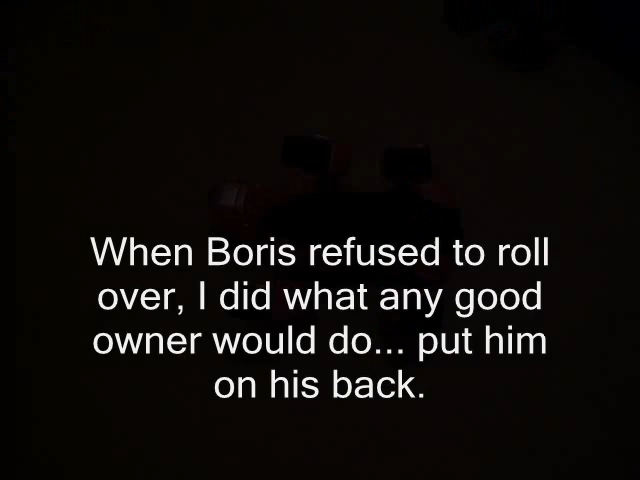 When Boris refused to roll
over, I did what any good
owner would do... put him
on his back.